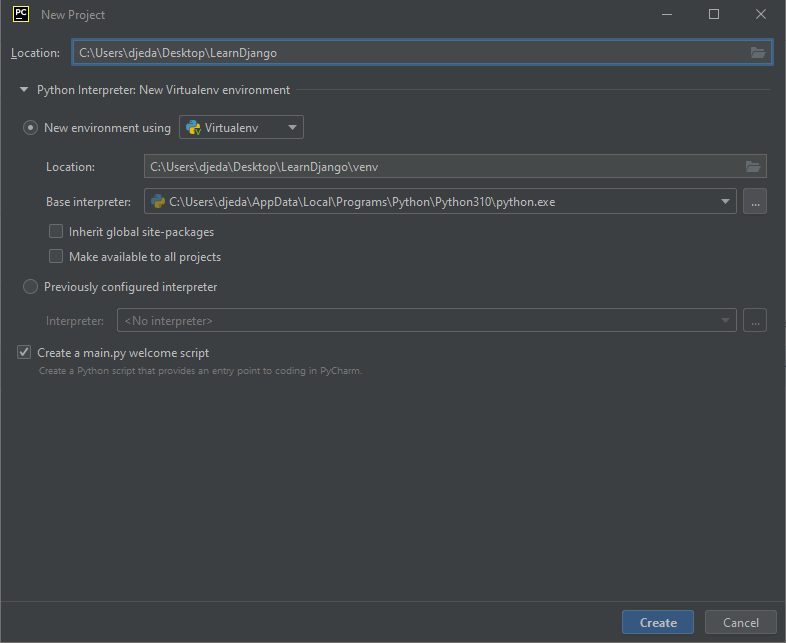 PC New Project
Location: C:\Users\djeda\Desktop\LearnDjango
Python Interpreter: New Virtualenv environment
New environment using Virtualenv
Location: C:\Users\djeda\Desktop\LearnDjango\venv
Base interpreter: C:\Users\djeda\AppData\Local\Programs\Python\Python310\python.exe ...
Inherit global site-packages
Make available to all projects
Previously configured interpreter
Interpreter: <No interpreter> ...
Create a main.py welcome script
Create a Python script that provides an entry point to coding in PyCharm.
Create Cancel